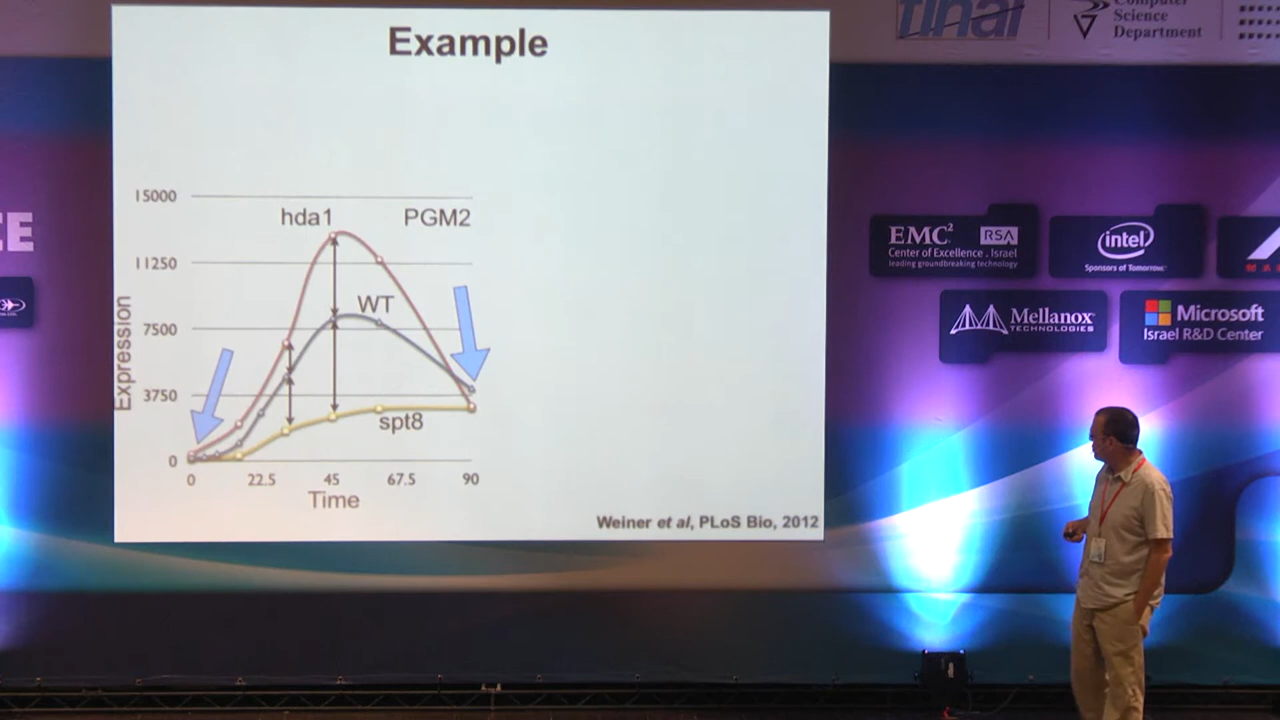 Example
15000
hda1
PGM2
11250
WT
7500
Expression
3750
spt8
0
0
22.5
45
67.5
90
Time
Weiner et al, PLoS Bio, 2012
Computer
Science
Department
CE
EMC²
RSA
Center of Excellence . Israel
leading groundbreaking technology
intel
Sponsors of Tomorrow.
Mellanox
TECHNOLOGIES
Microsoft
Israel R&D Center